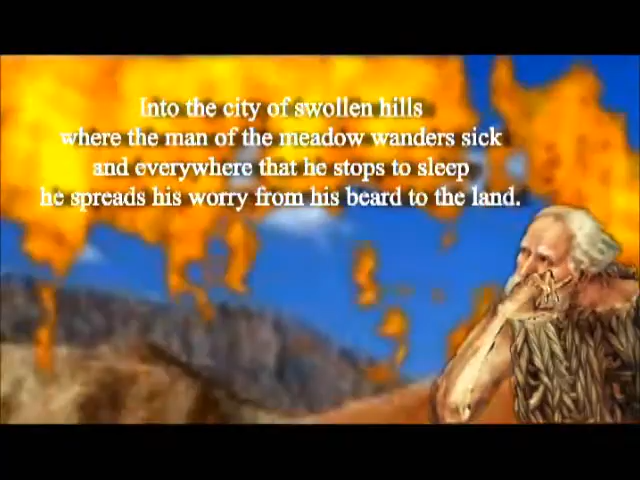 Into the city of swollen hills
where the man of the meadow wanders sick
and everywhere that he stops to sleep
he spreads his worry from his beard to the land.